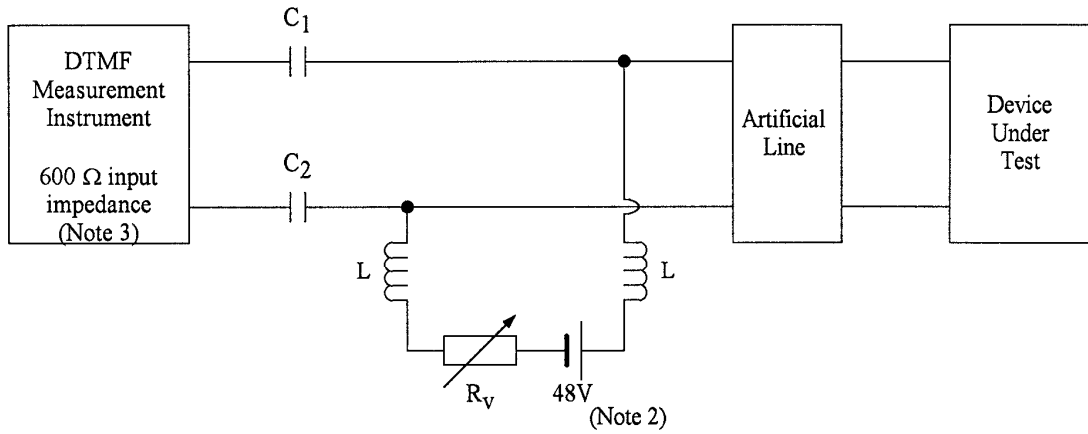 C1
DTMF
Measurement
Instrument
600 Ω input
impedance
(Note 3)
C2
Artificial
Line
Device
Under
Test
L
L
Rv
48V
(Note 2)